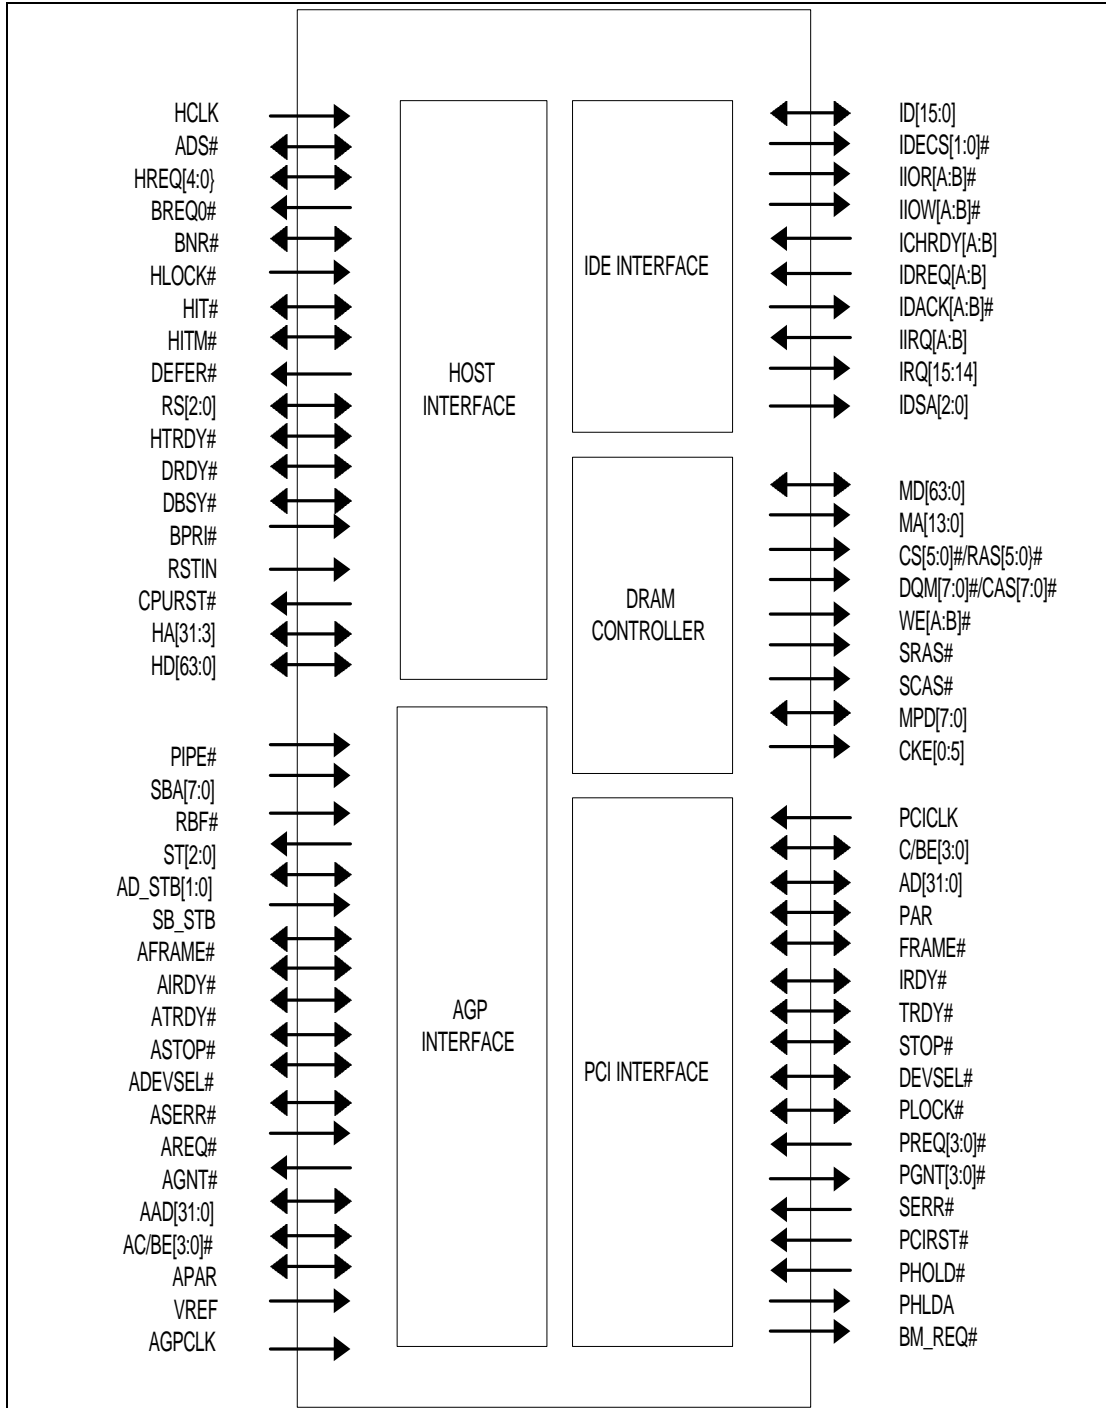 HCLK
ADS#
HREQ[4:0}
BREQ0#
BNR#
HLOCK#
HIT#
HITM#
DEFER#
RS[2:0]
HTRDY#
DRDY#
DBSY#
BPRI#
RSTIN
CPURST#
HA[31:3]
HD[63:0]
PIPE#
SBA[7:0]
RBF#
ST[2:0]
AD_STB[1:0]
SB_STB
AFRAME#
AIRDY#
ATRDY#
ASTOP#
ADEVSEL#
ASERR#
AREQ#
AGNT#
AAD[31:0]
AC/BE[3:0]#
APAR
VREF
AGPCLK
HOST
INTERFACE
AGP
INTERFACE
IDE INTERFACE
DRAM
CONTROLLER
PCI INTERFACE
ID[15:0]
IDECS[1:0]#
IIOR[A:B]#
IIOW[A:B]#
ICHRDY[A:B]
IDREQ[A:B]
IDACK[A:B]#
IIRQ[A:B]
IRQ[15:14]
IDSA[2:0]
MD[63:0]
MA[13:0]
CS[5:0]#/RAS[5:0}#
DQM[7:0]#/CAS[7:0]#
WE[A:B]#
SRAS#
SCAS#
MPD[7:0]
CKE[0:5]
PCICLK
C/BE[3:0]
AD[31:0]
PAR
FRAME#
IRDY#
TRDY#
STOP#
DEVSEL#
PLOCK#
PREQ[3:0]#
PGNT[3:0]#
SERR#
PCIRST#
PHOLD#
PHLDA
BM_REQ#